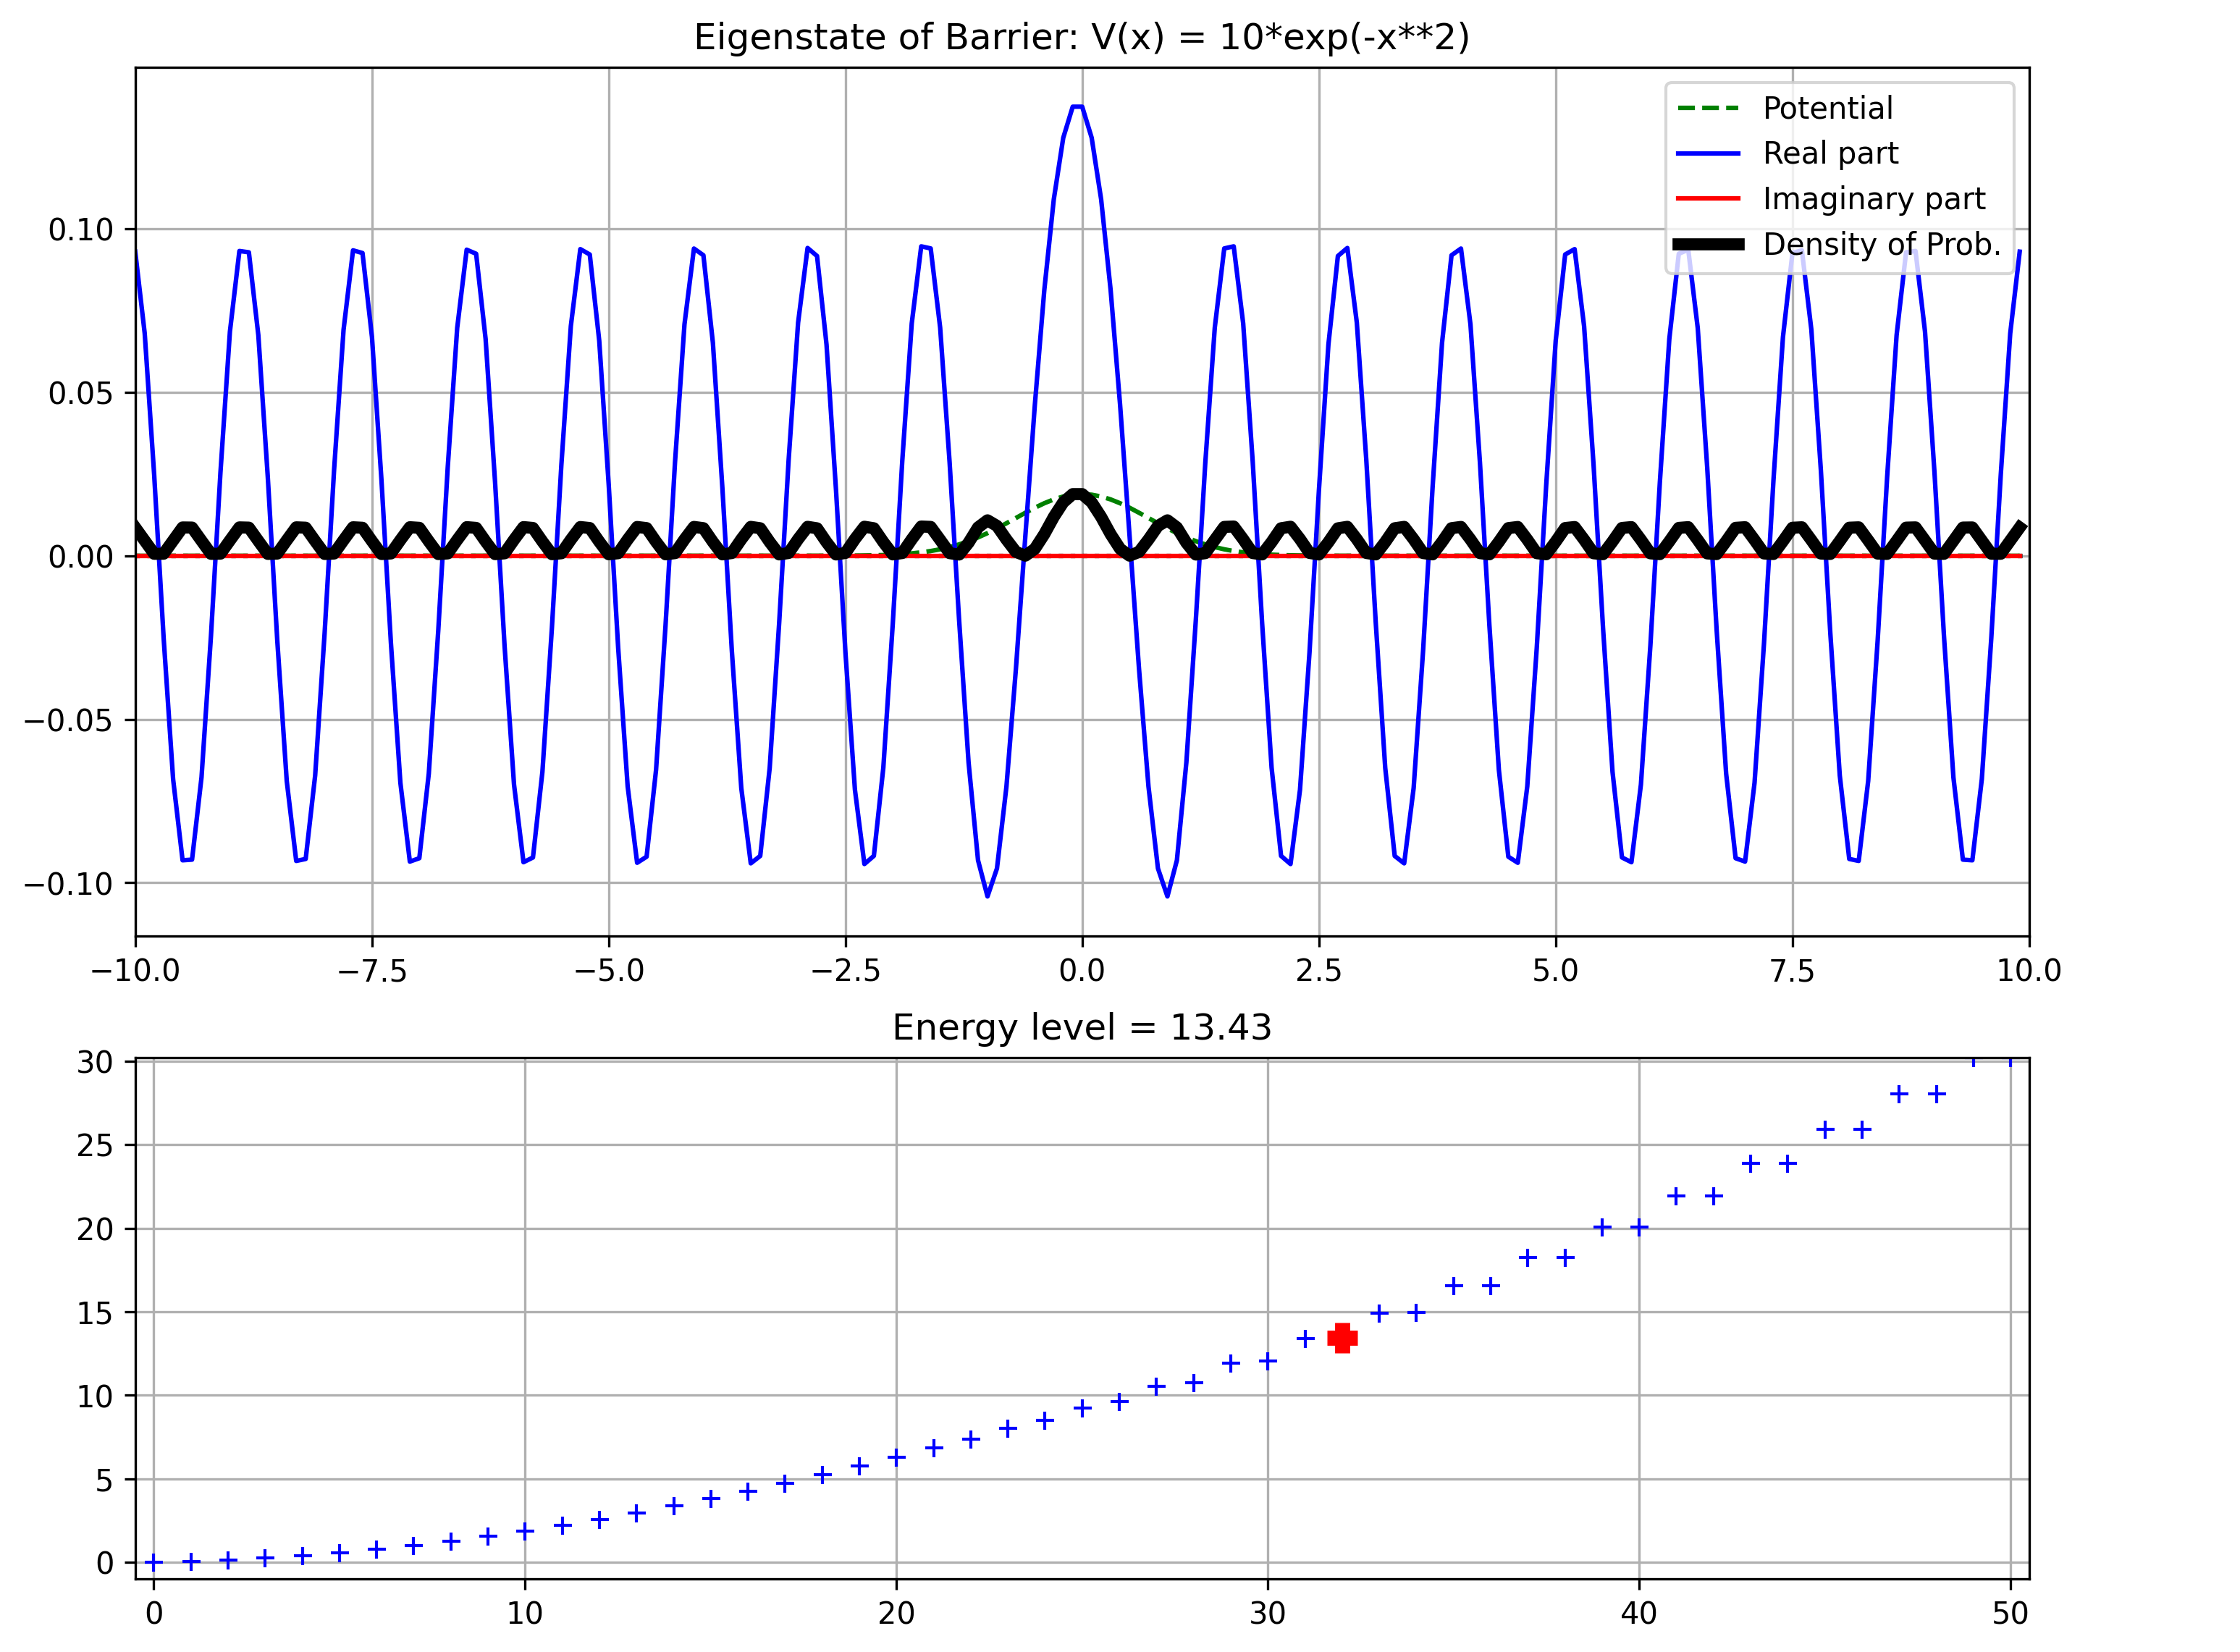 Eigenstate of Barrier: V(x) = 10*exp(-x**2)
Potential
Real part
Imaginary part
Density of Prob.
0.10
0.05
0.00
−0.05
−0.10
−10.0 −7.5 −5.0 −2.5 0.0 2.5 5.0 7.5 10.0
Energy level = 13.43
30
25
20
15
10
5
0
0 10 20 30 40 50